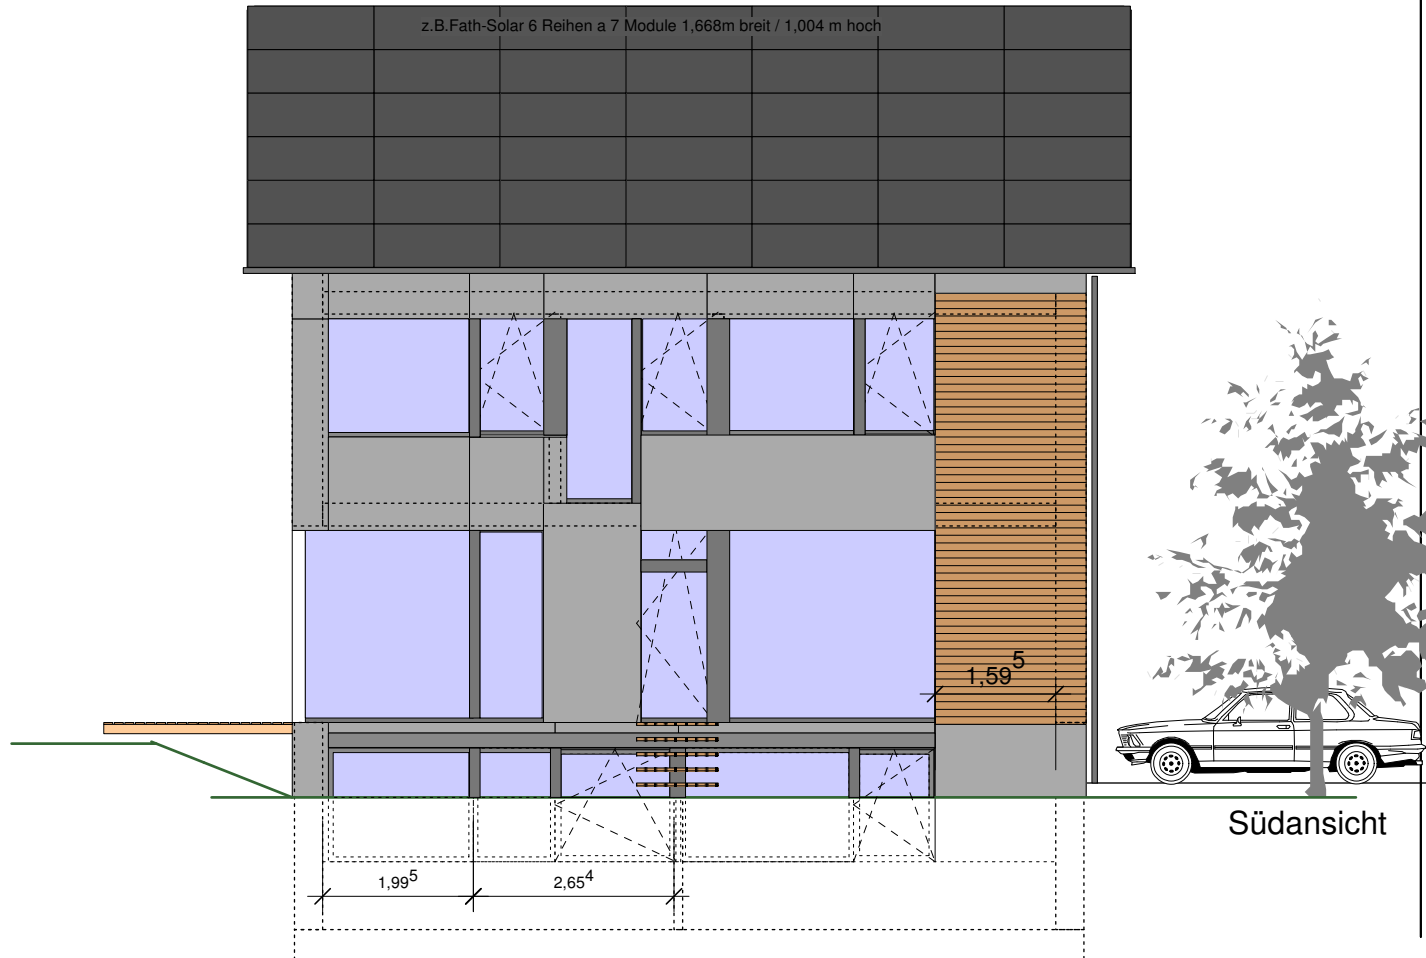 z.B.Fath-Solar 6 Reihen a 7 Module 1,668m breit / 1,004 m hoch
1,59⁵
Südansicht
1,99⁵
2,65⁴